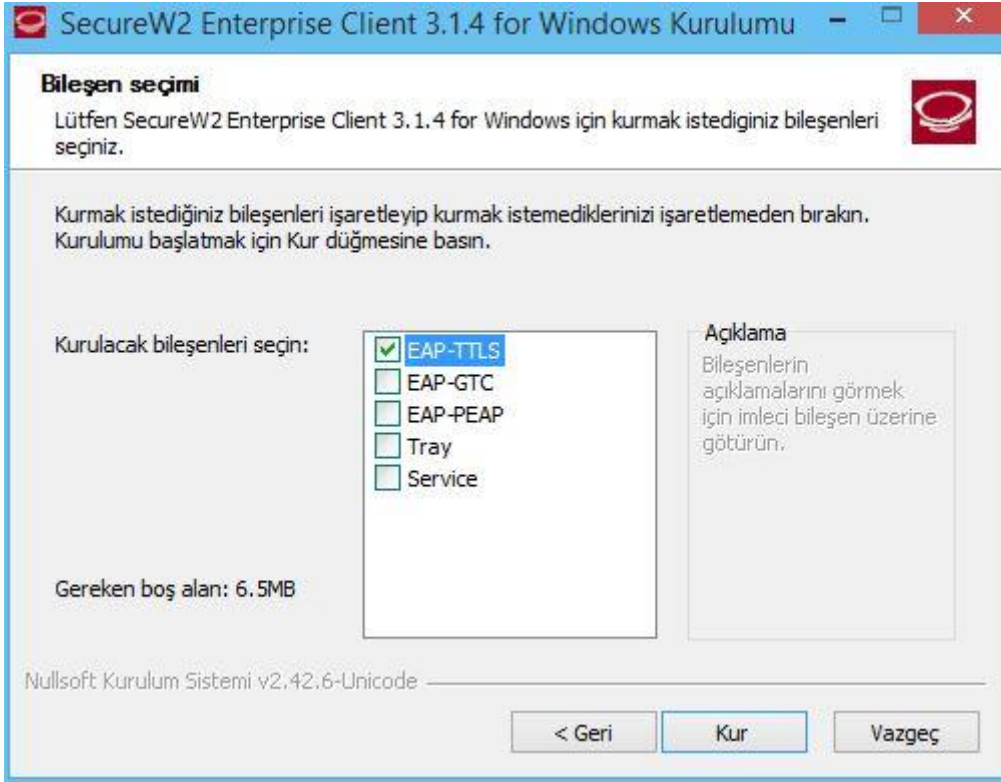 SecureW2 Enterprise Client 3.1.4 for Windows Kurulumu
Bileşen seçimi
Lütfen SecureW2 Enterprise Client 3.1.4 for Windows için kurmak istediginiz bileşenleri
seçiniz.
Kurmak istediğiniz bileşenleri işaretleyip kurmak istemediklerinizi işaretlemeden bırakın.
Kurulumu başlatmak için Kur düğmesine basın.
Kurulacak bileşenleri seçin:
EAP-TTLS
EAP-GTC
EAP-PEAP
Tray
Service
Açıklama
Bileşenlerin
açıklamalarını görmek
için imleci bileşen üzerine
götürün.
Gereken boş alan: 6.5MB
Nullsoft Kurulum Sistemi v2.42.6-Unicode
< Geri
Kur
Vazgeç